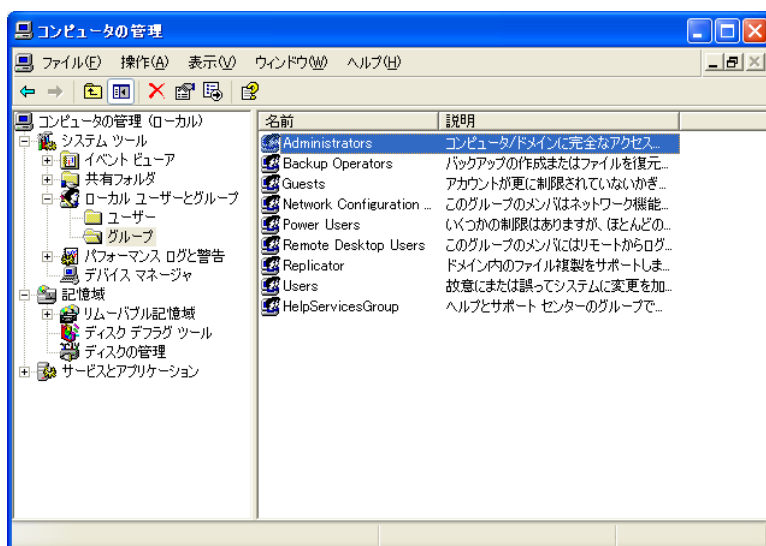 コンピュータの管理
ファイル(F) 操作(A) 表示(V) ウィンドウ(W) ヘルプ(H)
コンピュータの管理 (ローカル)
システム ツール
イベント ビューア
共有フォルダ
ローカル ユーザーとグループ
ユーザー
グループ
パフォーマンス ログと警告
デバイス マネージャ
記憶域
リムーバブル記憶域
ディスク デフラグ ツール
ディスクの管理
サービスとアプリケーション
名前 説明
Administrators コンピュータ/ドメインに完全なアクセス...
Backup Operators バックアップの作成またはファイルを復元...
Guests アカウントが更に制限されていないかぎ...
Network Configuration ... このグループのメンバはネットワーク機能...
Power Users いくつかの制限はありますが、ほとんどの...
Remote Desktop Users このグループのメンバにはリモートからログ...
Replicator ドメイン内のファイル複製をサポートしま...
Users 故意にまたは誤ってシステムに変更を加...
HelpServicesGroup ヘルプとサポート センターのグループで...